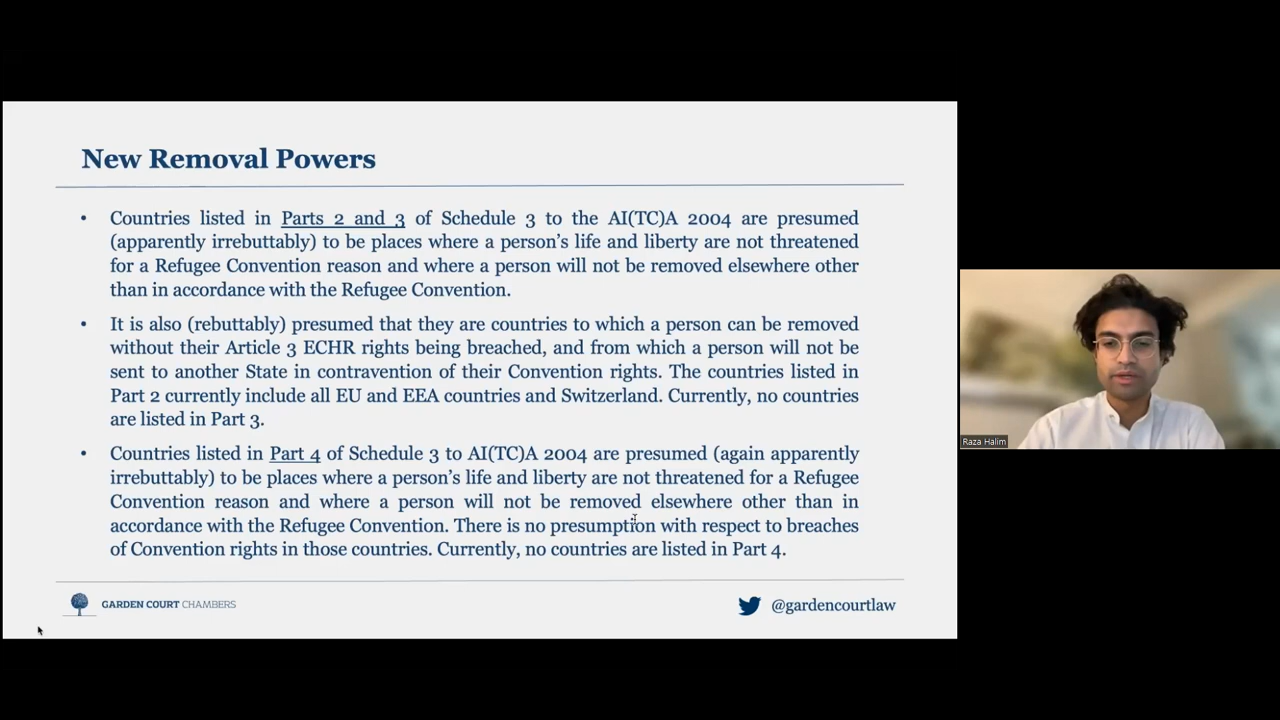 New Removal Powers
• Countries listed in Parts 2 and 3 of Schedule 3 to the AI(TC)A 2004 are presumed
(apparently irrebuttably) to be places where a person's life and liberty are not threatened
for a Refugee Convention reason and where a person will not be removed elsewhere other
than in accordance with the Refugee Convention.
• It is also (rebuttably) presumed that they are countries to which a person can be removed
without their Article 3 ECHR rights being breached, and from which a person will not be
sent to another State in contravention of their Convention rights. The countries listed in
Part 2 currently include all EU and EEA countries and Switzerland. Currently, no countries
are listed in Part 3.
• Countries listed in Part 4 of Schedule 3 to AI(TC)A 2004 are presumed (again apparently
irrebuttably) to be places where a person's life and liberty are not threatened for a Refugee
Convention reason and where a person will not be removed elsewhere other than in
accordance with the Refugee Convention. There is no presumption with respect to breaches
of Convention rights in those countries. Currently, no countries are listed in Part 4.
GARDEN COURT CHAMBERS
@gardencourtlaw
Raza Halim